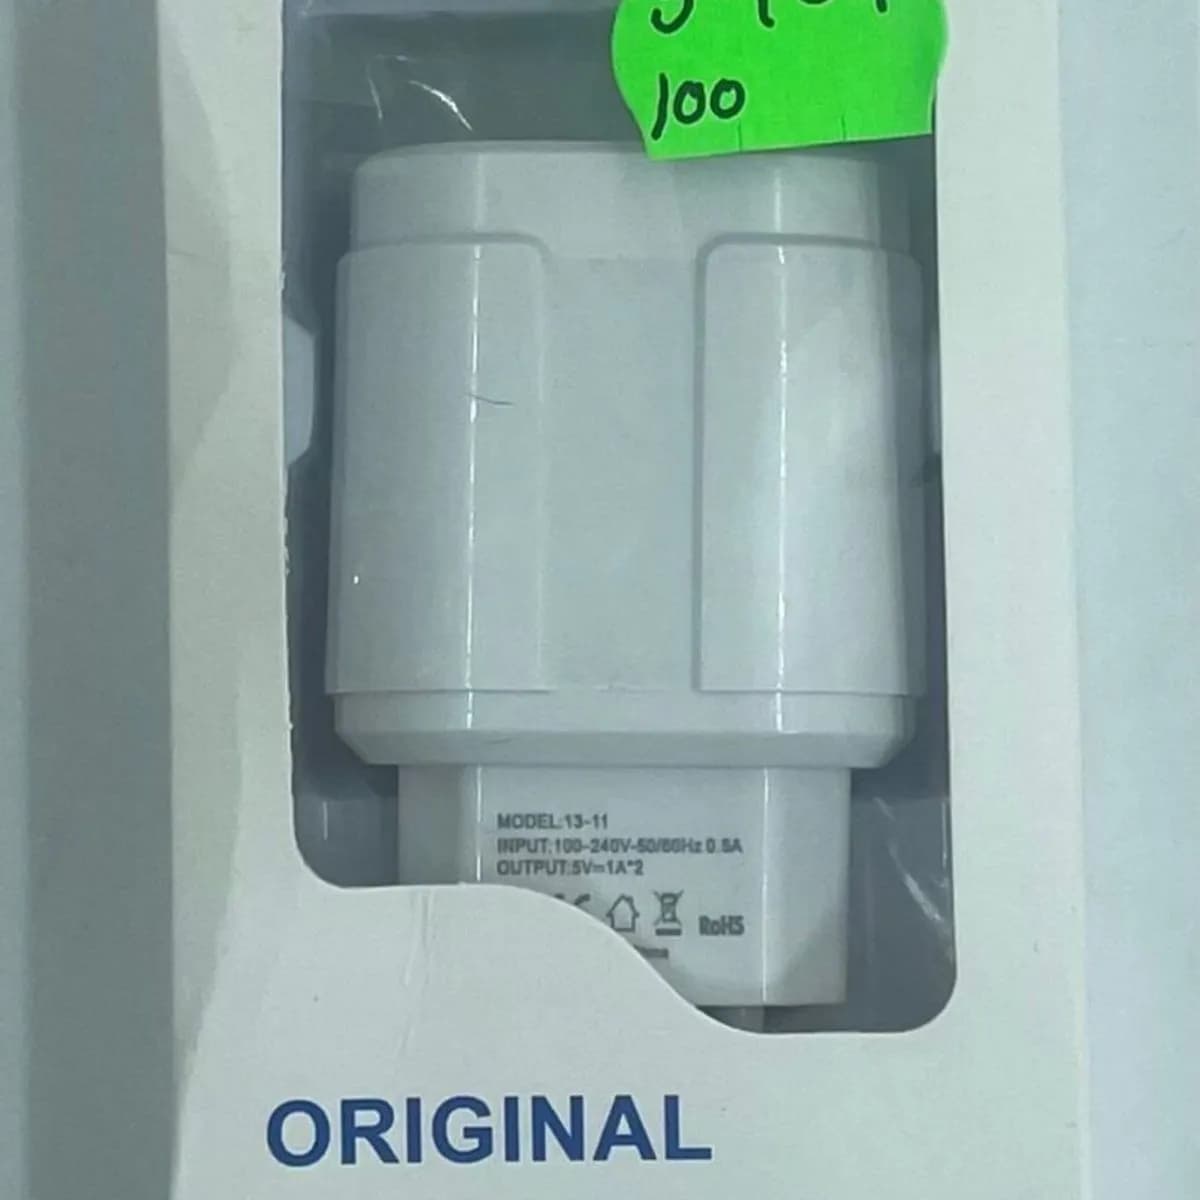 100
MODEL:13-11
INPUT:100-240V-50/60Hz 0.5A
OUTPUT:5V=1A*2
RoHS
ORIGINAL